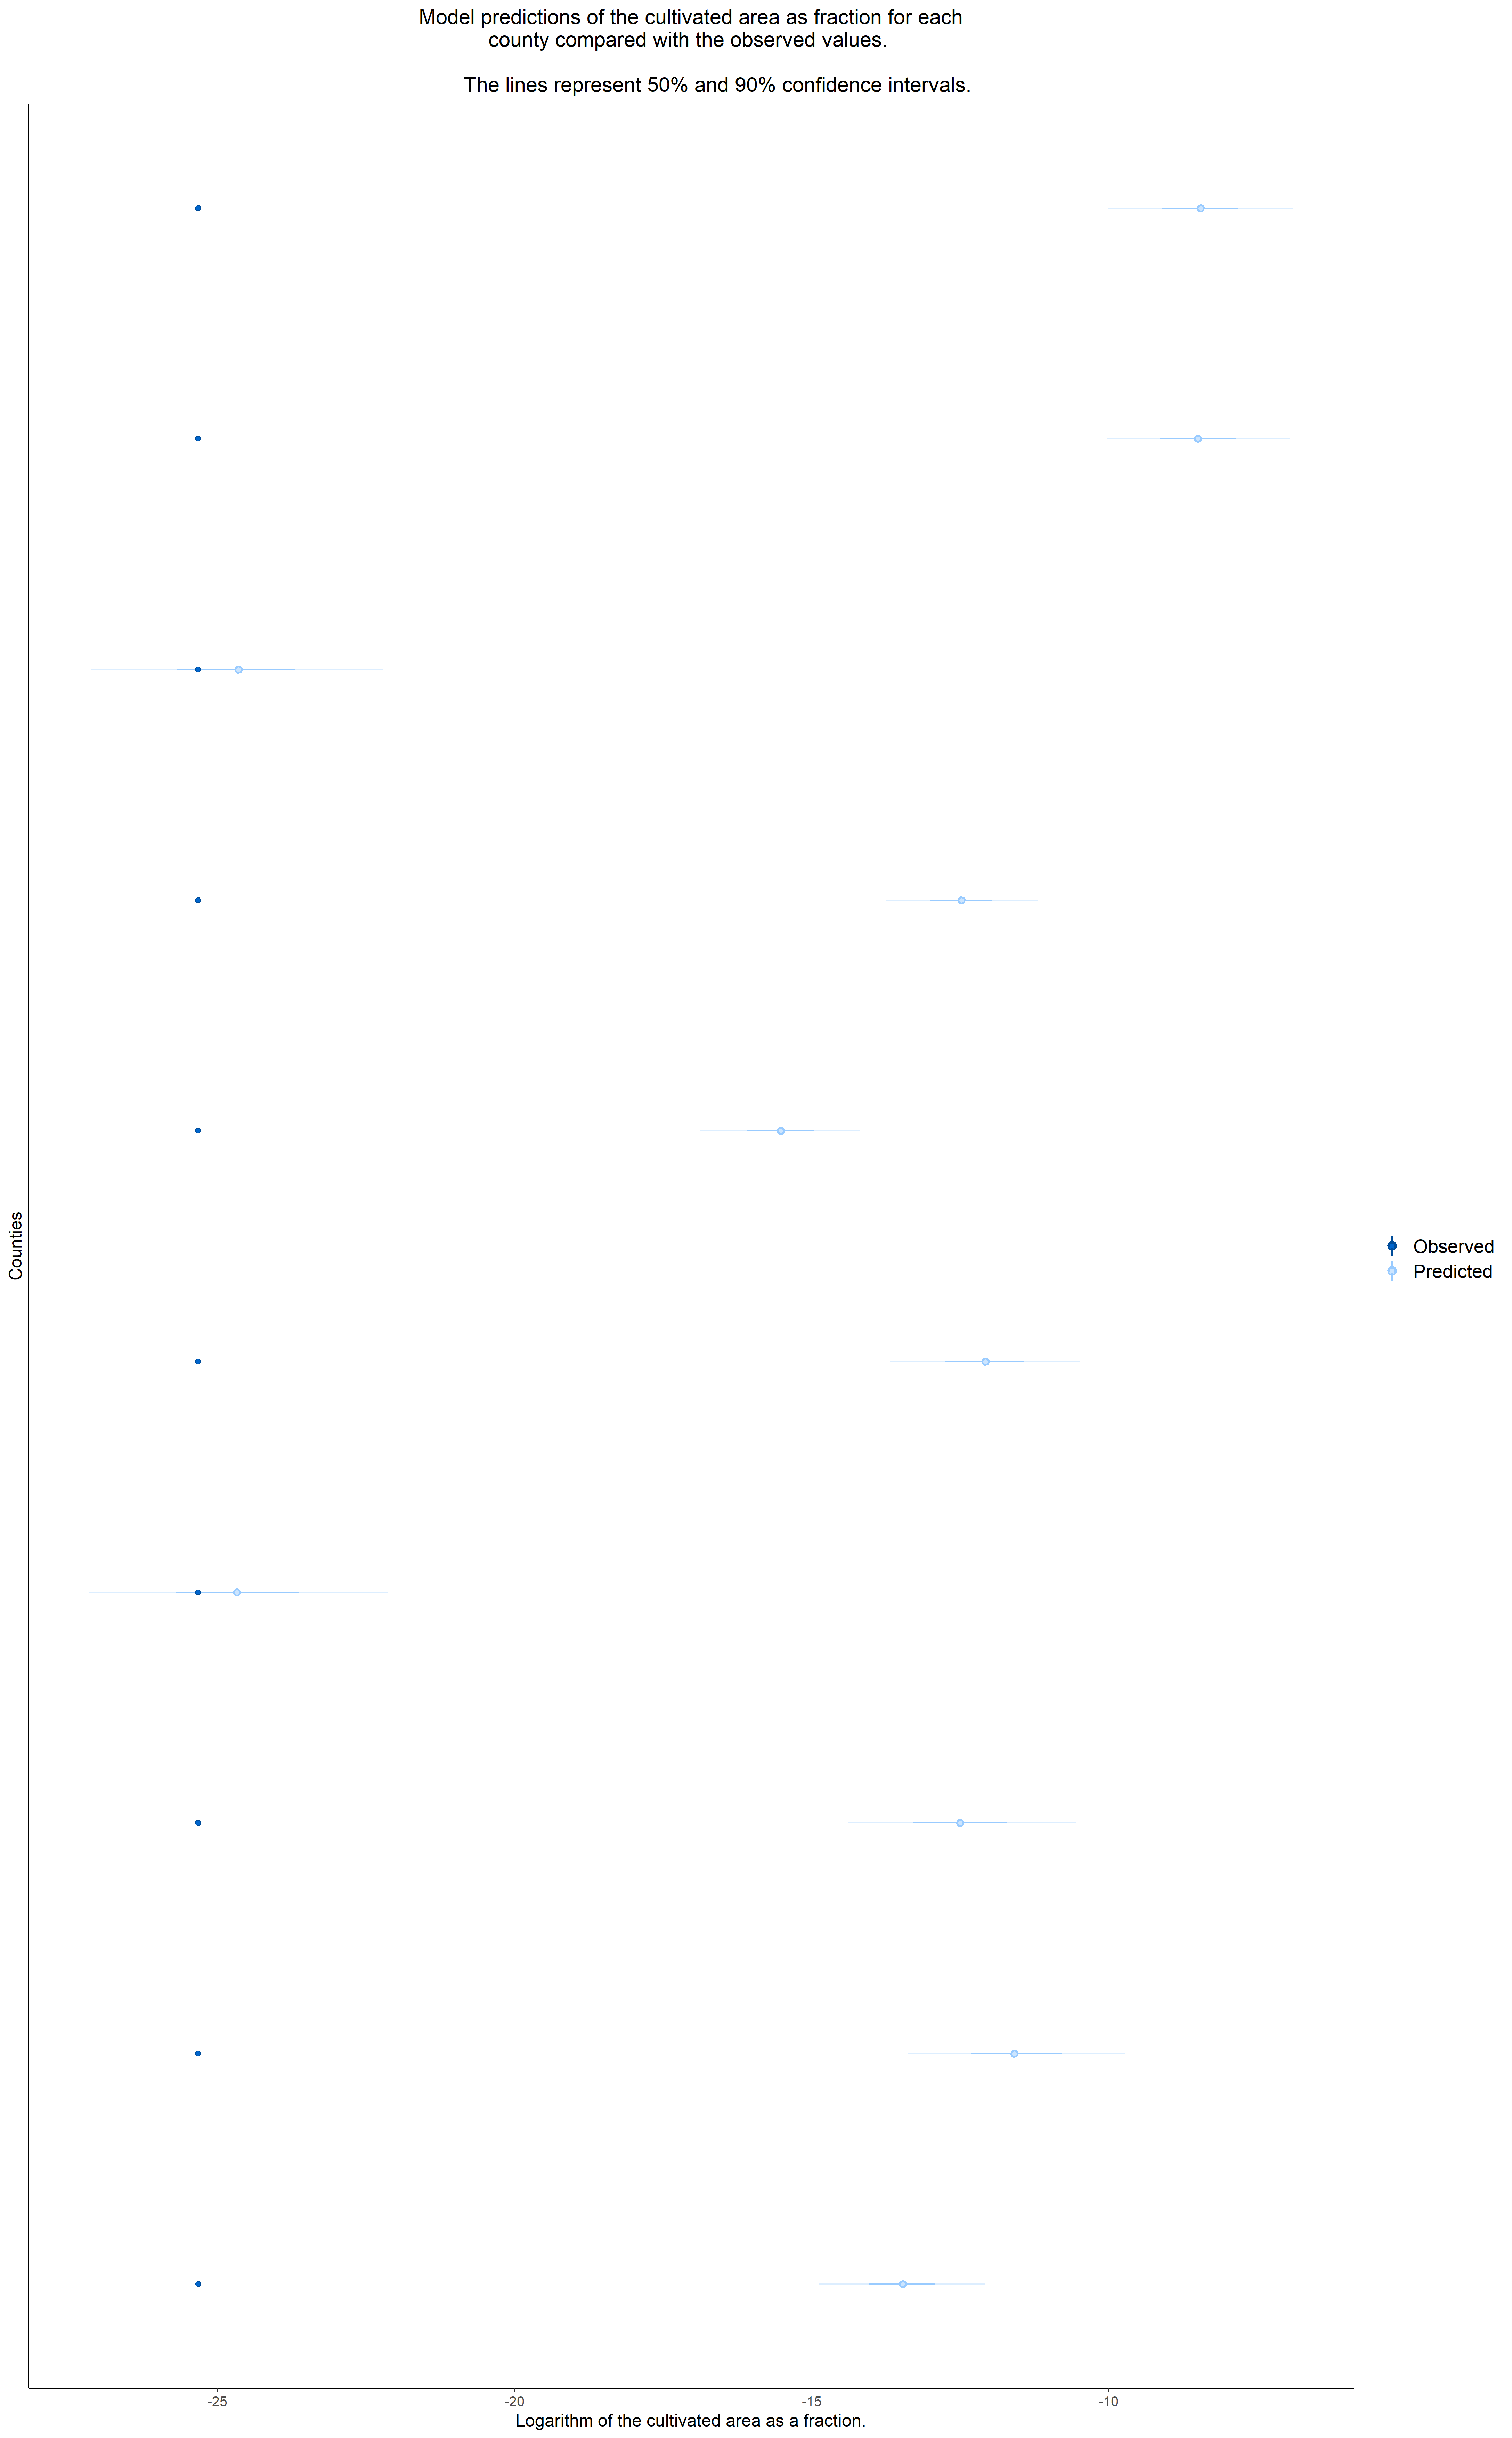 Model predictions of the cultivated area as fraction for each
county compared with the observed values.
The lines represent 50% and 90% confidence intervals.
Counties
Observed
Predicted
-25
-20
-15
-10
Logarithm of the cultivated area as a fraction.